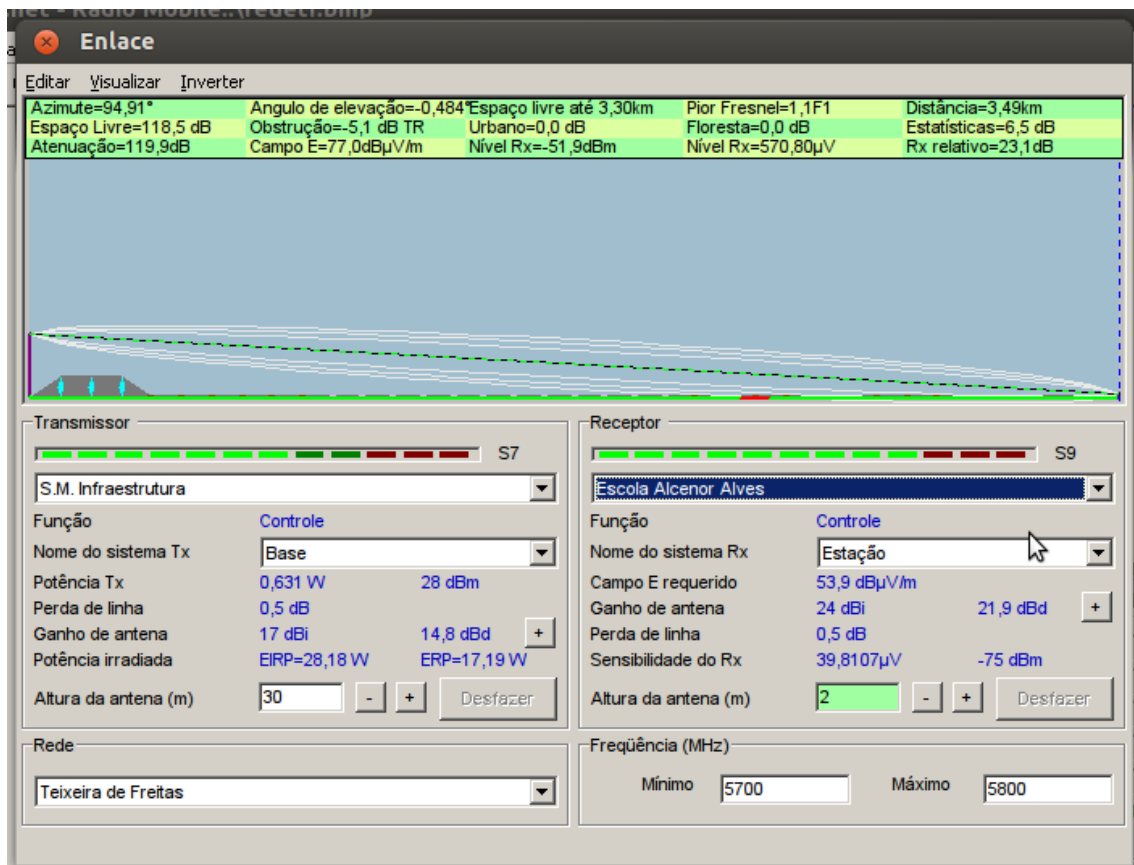 Enlace
Editar Visualizar Inverter
Azimute=94,91° Angulo de elevação=-0,484° Espaço livre até 3,30km Pior Fresnel=1,1F1 Distância=3,49km
Espaço Livre=118,5 dB Obstrução=-5,1 dB TR Urbano=0,0 dB Floresta=0,0 dB Estatísticas=6,5 dB
Atenuação=119,9dB Campo E=77,0dBµV/m Nível Rx=-51,9dBm Nível Rx=570,80µV Rx relativo=23,1dB
Transmissor
S7
S.M. Infraestrutura
Função Controle
Nome do sistema Tx Base
Potência Tx 0,631 W 28 dBm
Perda de linha 0,5 dB
Ganho de antena 17 dBi 14,8 dBd +
Potência irradiada EIRP=28,18 W ERP=17,19 W
Altura da antena (m) 30 - + Desfazer
Receptor
S9
Escola Alcenor Alves
Função Controle
Nome do sistema Rx Estação
Campo E requerido 53,9 dBµV/m
Ganho de antena 24 dBi 21,9 dBd +
Perda de linha 0,5 dB
Sensibilidade do Rx 39,8107µV -75 dBm
Altura da antena (m) 2 - + Desfazer
Rede
Teixeira de Freitas
Freqüência (MHz)
Mínimo 5700 Máximo 5800